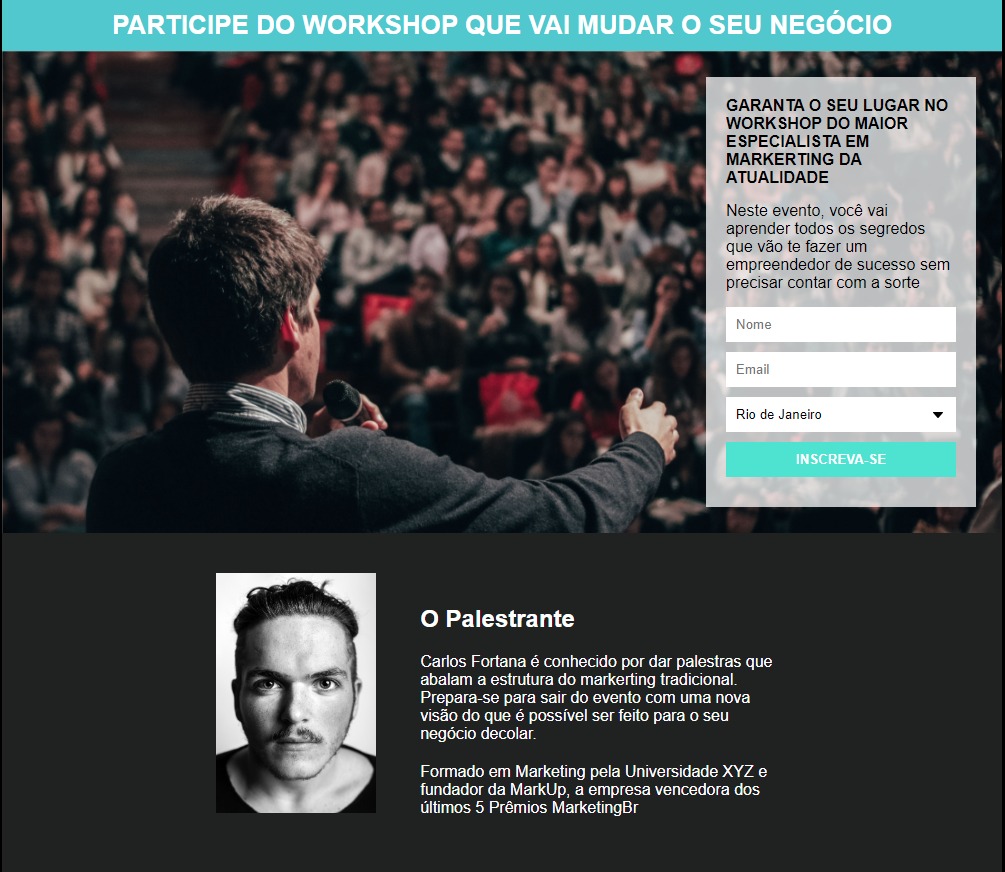 PARTICIPE DO WORKSHOP QUE VAI MUDAR O SEU NEGÓCIO
GARANTA O SEU LUGAR NO
WORKSHOP DO MAIOR
ESPECIALISTA EM
MARKERTING DA
ATUALIDADE
Neste evento, você vai
aprender todos os segredos
que vão te fazer um
empreendedor de sucesso sem
precisar contar com a sorte
Nome
Email
Rio de Janeiro
INSCREVA-SE
O Palestrante
Carlos Fortana é conhecido por dar palestras que
abalam a estrutura do markerting tradicional.
Prepara-se para sair do evento com uma nova
visão do que é possível ser feito para o seu
negócio decolar.
Formado em Marketing pela Universidade XYZ e
fundador da MarkUp, a empresa vencedora dos
últimos 5 Prêmios MarketingBr